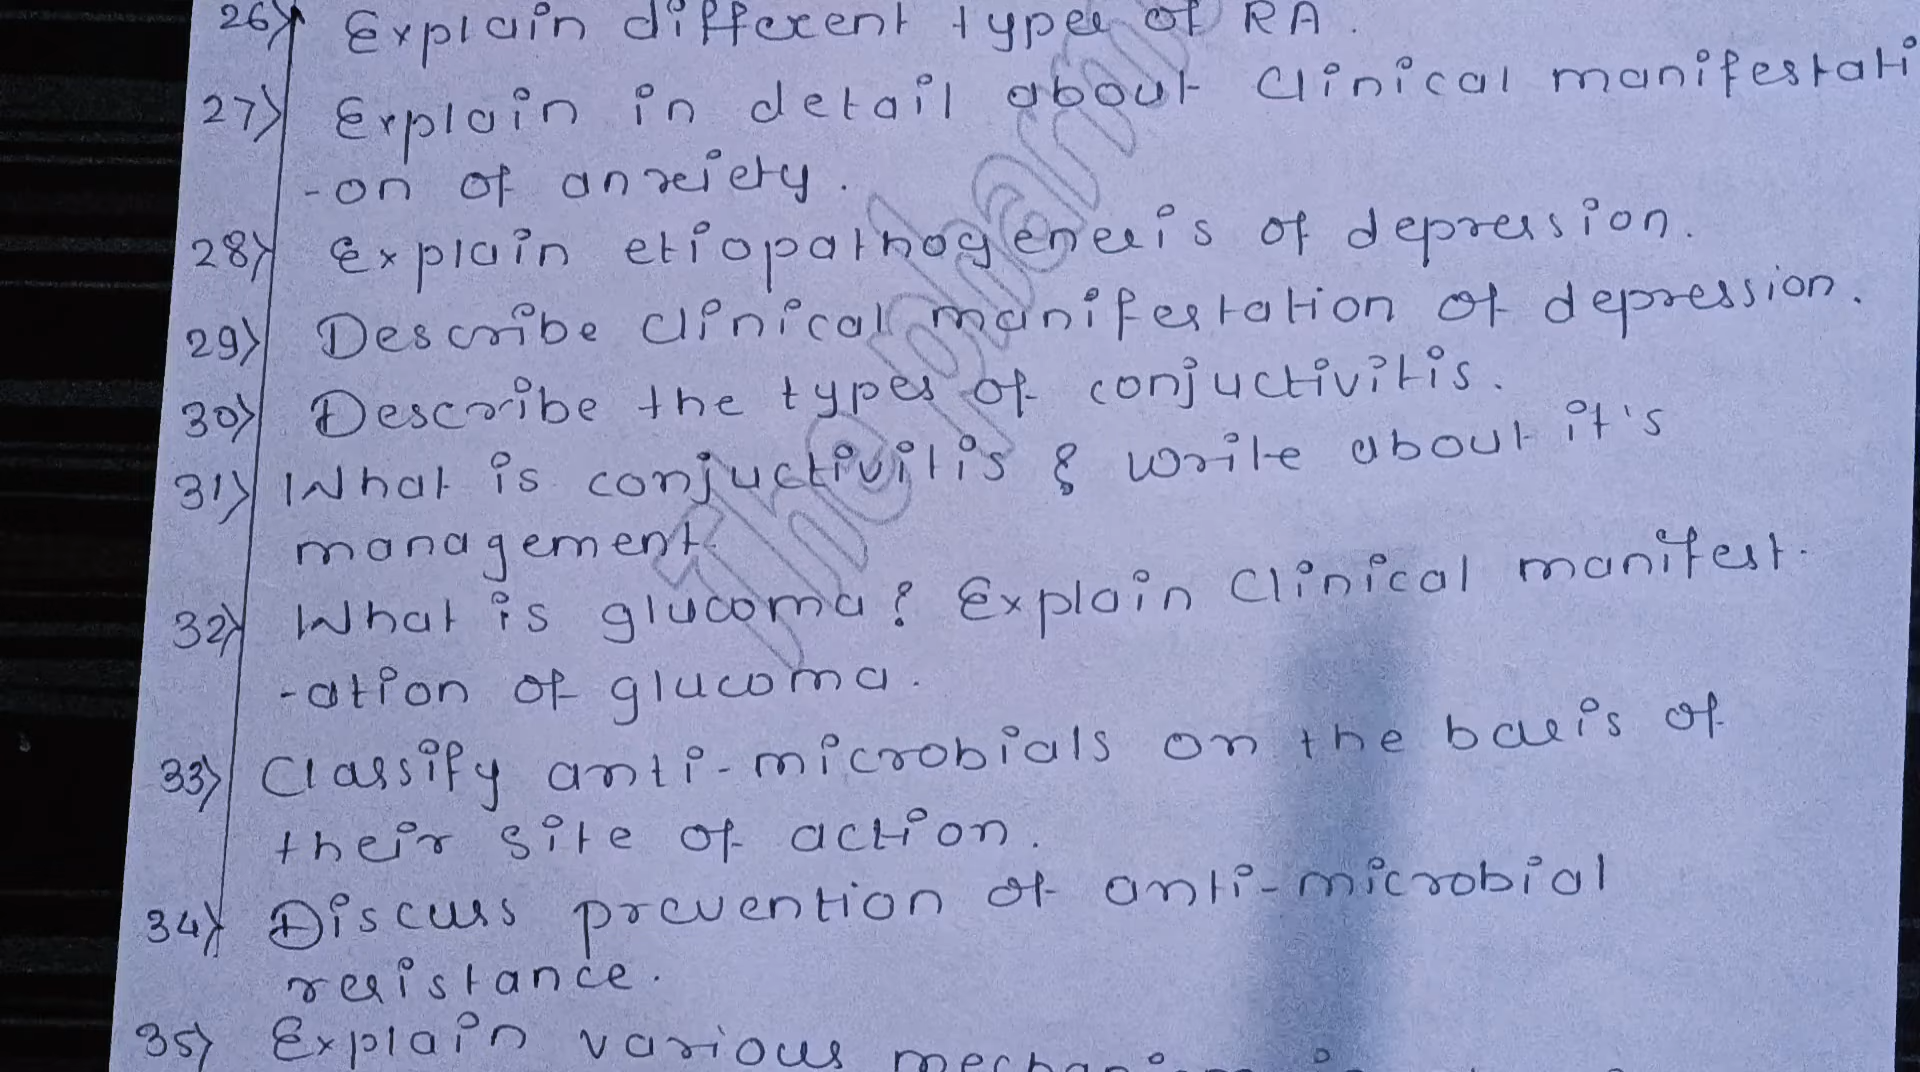 26) Explain different types of RA.
27) Explain in detail about clinical manifestati
-on of anxiety.
28) Explain etiopathogenesis of depression.
29) Describe clinical manifestation of depression.
30) Describe the types of conjuctivitis.
31) What is conjuctivitis & write about it's
management.
32) What is glucoma? Explain clinical manifest-
-ation of glucoma.
33) Classify anti-microbials on the basis of
their site of action.
34) Discuss prevention of anti-microbial
resistance.
35) Explain various